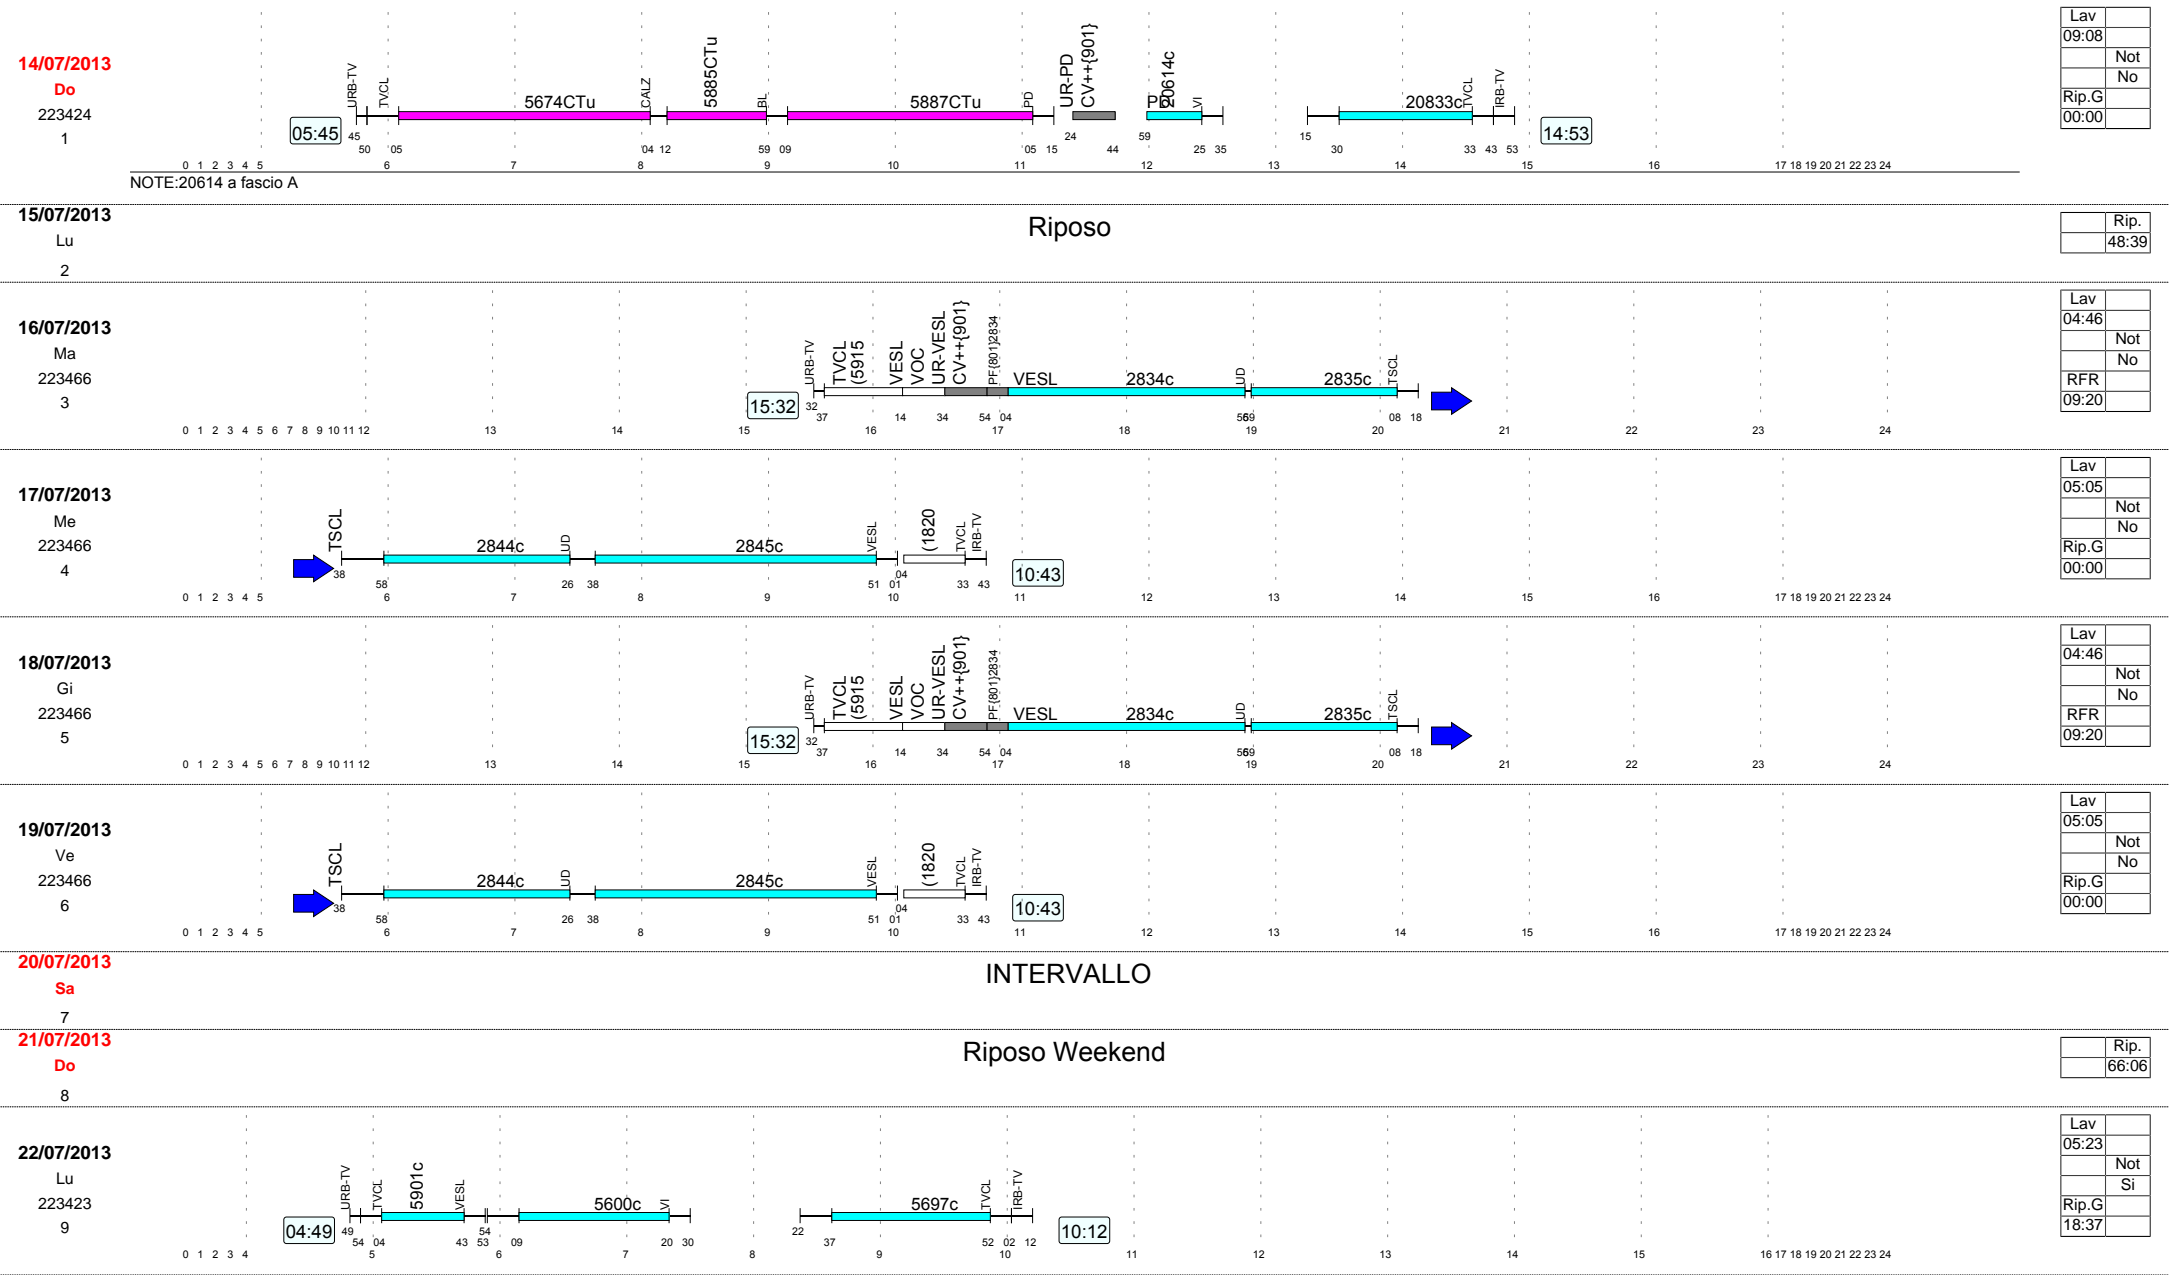 14/07/2013
Do
223424
1
05:45
URB-TV TVCL 5674CTu CALZ 5885CTu BL 5887CTu PD UR-PD CV++{901} PD 20614c VI 20833c TVCL IRB-TV
45 50 05 04 12 59 09 05 15 24 44 59 25 35 15 30 33 43 53
14:53
0 1 2 3 4 5 6 7 8 9 10 11 12 13 14 15 16 17 18 19 20 21 22 23 24
NOTE:20614 a fascio A
Lav
09:08
Not
No
Rip.G
00:00
15/07/2013
Lu
2
Riposo
Rip.
48:39
16/07/2013
Ma
223466
3
15:32
URB-TV TVCL (5915 VESL VOC UR-VESL CV++{901} PF{801}2834 VESL 2834c UD 2835c TSCL
32 37 14 34 54 04 56 59 08 18
0 1 2 3 4 5 6 7 8 9 10 11 12 13 14 15 16 17 18 19 20 21 22 23 24
Lav
04:46
Not
No
RFR
09:20
17/07/2013
Me
223466
4
TSCL 2844c UD 2845c VESL (1820 TVCL IRB-TV
38 58 26 38 51 01 04 33 43
10:43
0 1 2 3 4 5 6 7 8 9 10 11 12 13 14 15 16 17 18 19 20 21 22 23 24
Lav
05:05
Not
No
Rip.G
00:00
18/07/2013
Gi
223466
5
15:32
URB-TV TVCL (5915 VESL VOC UR-VESL CV++{901} PF{801}2834 VESL 2834c UD 2835c TSCL
32 37 14 34 54 04 56 59 08 18
0 1 2 3 4 5 6 7 8 9 10 11 12 13 14 15 16 17 18 19 20 21 22 23 24
Lav
04:46
Not
No
RFR
09:20
19/07/2013
Ve
223466
6
TSCL 2844c UD 2845c VESL (1820 TVCL IRB-TV
38 58 26 38 51 01 04 33 43
10:43
0 1 2 3 4 5 6 7 8 9 10 11 12 13 14 15 16 17 18 19 20 21 22 23 24
Lav
05:05
Not
No
Rip.G
00:00
20/07/2013
Sa
7
INTERVALLO
21/07/2013
Do
8
Riposo Weekend
Rip.
66:06
22/07/2013
Lu
223423
9
04:49
URB-TV TVCL 5901c VESL 5600c VI 5697c TVCL IRB-TV
49 54 04 43 53 54 09 20 30 22 37 52 02 12
10:12
0 1 2 3 4 5 6 7 8 9 10 11 12 13 14 15 16 17 18 19 20 21 22 23 24
Lav
05:23
Not
Si
Rip.G
18:37